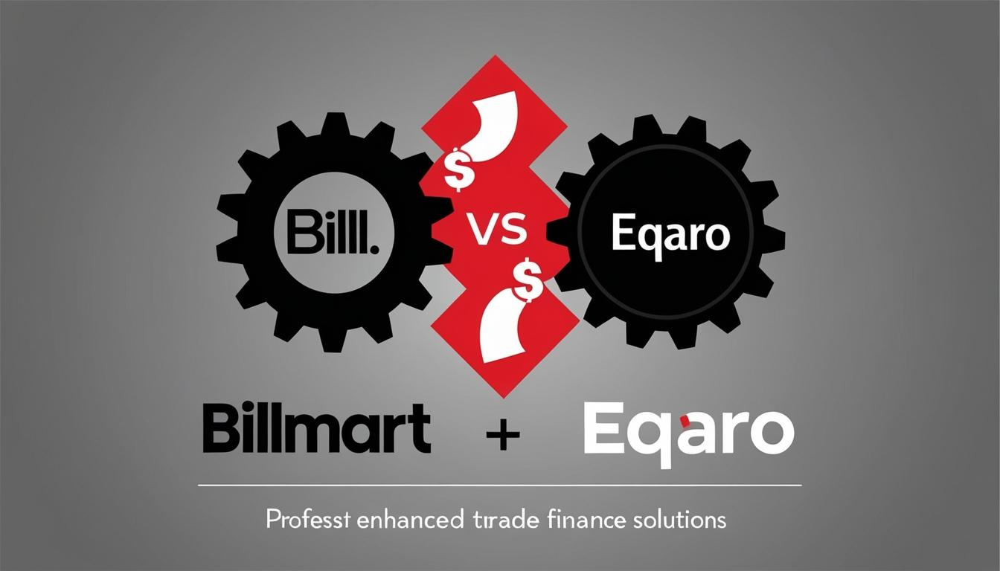 $
Billl.
VS
Eqaro
$
Billmart + Eqaro
Professt enhanced tırade finance solutions